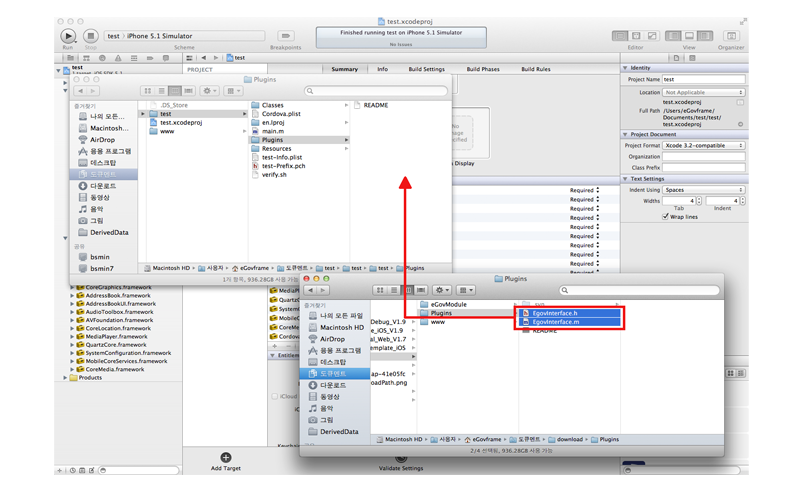 test.xcodeproj
test 〉iPhone 5.1 Simulator
Finished running test on iPhone 5.1 Simulator
No Issues
Run
Stop
Scheme
Breakpoints
Editor
View
Organizer
test
test
PROJECT
Summary
Info
Build Settings
Build Phases
Build Rules
Plugins
즐겨찾기
나의 모든...
Macintosh...
AirDrop
응용 프로그램
데스크탑
도큐멘트
다운로드
동영상
음악
그림
DerivedData
공유
bsmin
bsmin7
.DS_Store
test
test.xcodeproj
www
Classes
Cordova.plist
en.lproj
main.m
Plugins
Resources
test-Info.plist
test-Prefix.pch
verify.sh
README
Macintosh HD ▸ 사용자 ▸ eGovframe ▸ 도큐멘트 ▸ test ▸ test ▸ test ▸ Plugins
1/1 항목, 936.28GB 사용 가능
Display
Required
Required
Required
Required
Required
Required
Required
Required
Required
Identity
Project Name test
Location Not Applicable
test.xcodeproj
Full Path /Users/eGovframe/
Documents/test/test/
test.xcodeproj
Project Document
Project Format Xcode 3.2-compatible
Organization
Class Prefix
Text Settings
Indent Using Spaces
Widths 4 4
Tab Indent
Wrap lines
CoreGraphics.framework
AddressBook.framework
AddressBookUI.framework
AudioToolbox.framework
AVFoundation.framework
CoreLocation.framework
MediaPlayer.framework
QuartzCore.framework
SystemConfiguration.framework
MobileCoreServices.framework
CoreMedia.framework
Products
Entitlem
iCloud
Plugins
즐겨찾기
나의 모든 파일
Macintosh HD
AirDrop
응용 프로그램
데스크탑
도큐멘트
다운로드
동영상
음악
그림
DerivedData
Debug_V1.9
e_iOS_V1.9
al_Web_V1.7
template_iOS
ap-41e05fc
oadPath.png
eGovModule
Plugins
www
EgovInterface.h
EgovInterface.m
README
Macintosh HD ▸ 사용자 ▸ eGovframe ▸ 도큐멘트 ▸ download ▸ Plugins
2/4 선택됨, 936.28GB 사용 가능
Add Target
Validate Settings